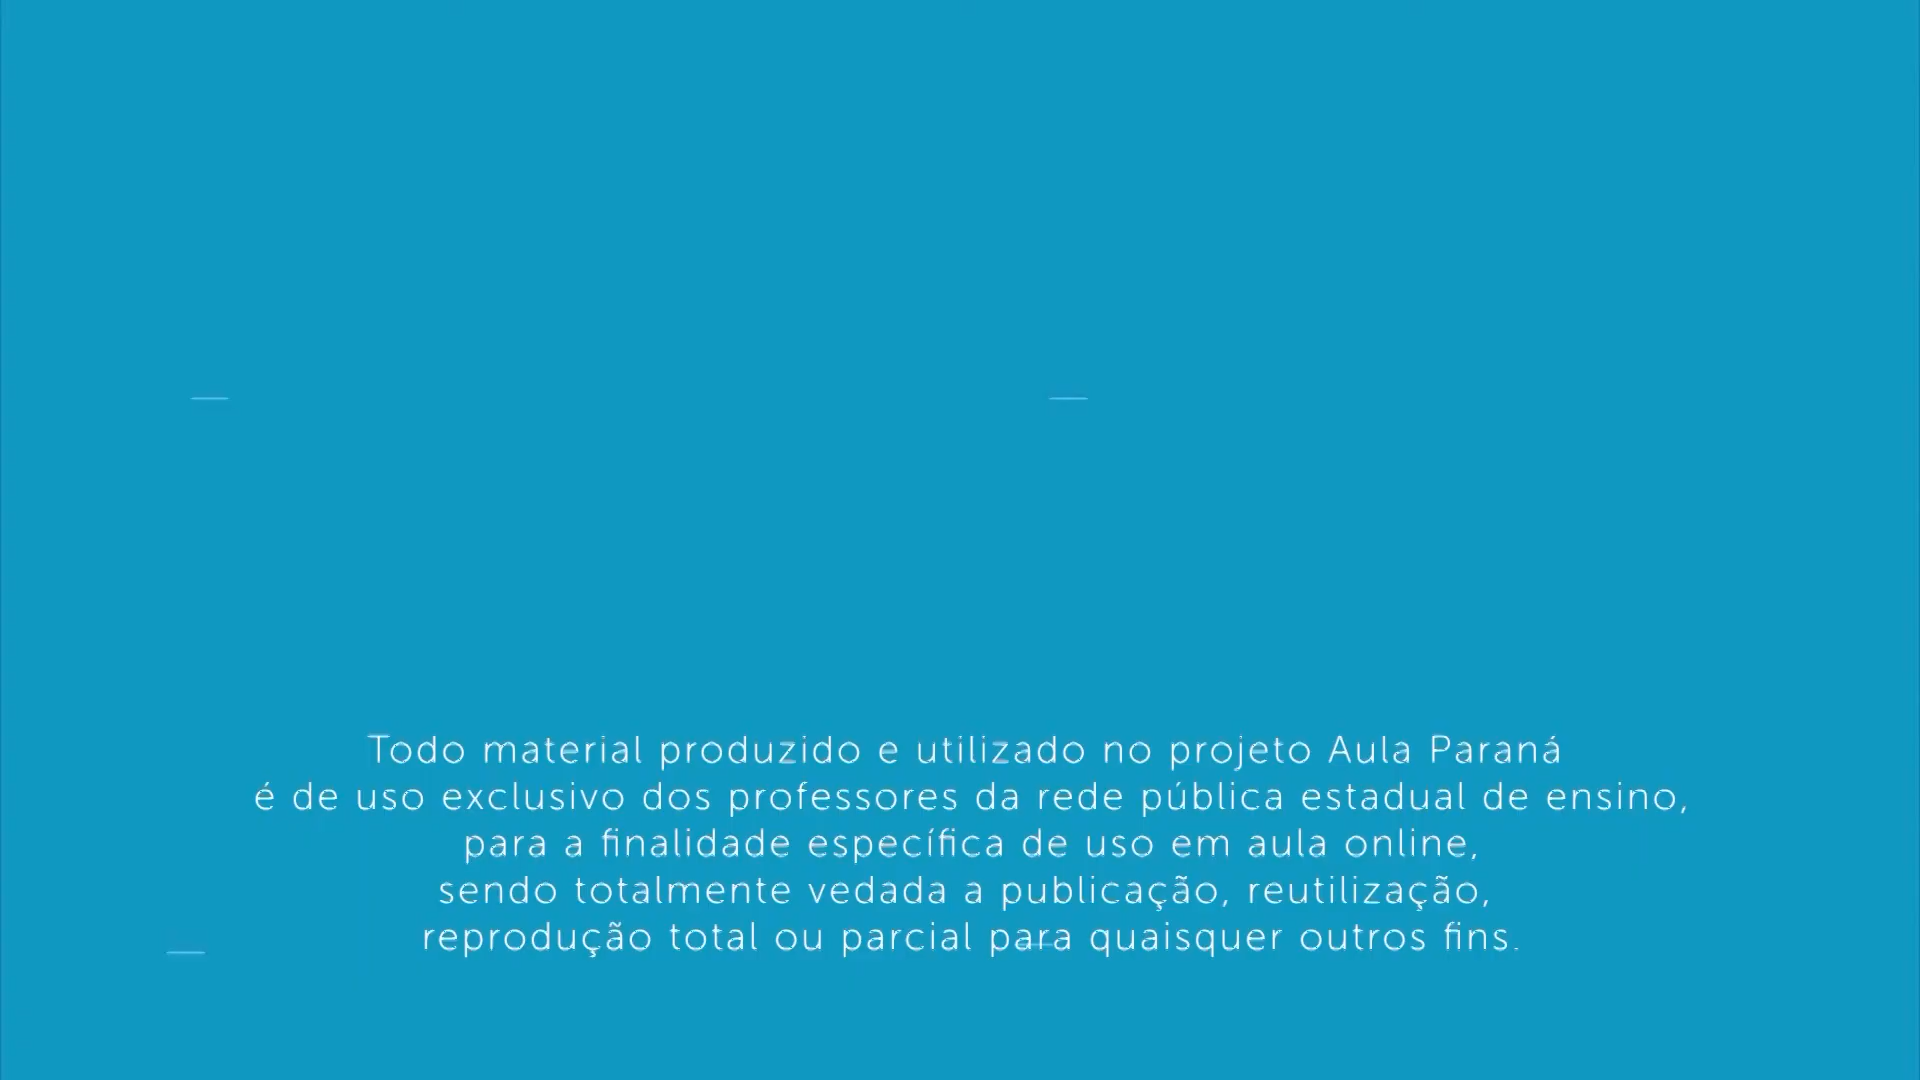 Todo material produzido e utilizado no projeto Aula Paraná
é de uso exclusivo dos professores da rede pública estadual de ensino,
para a finalidade específica de uso em aula online,
sendo totalmente vedada a publicação, reutilização,
reprodução total ou parcial para quaisquer outros fins.